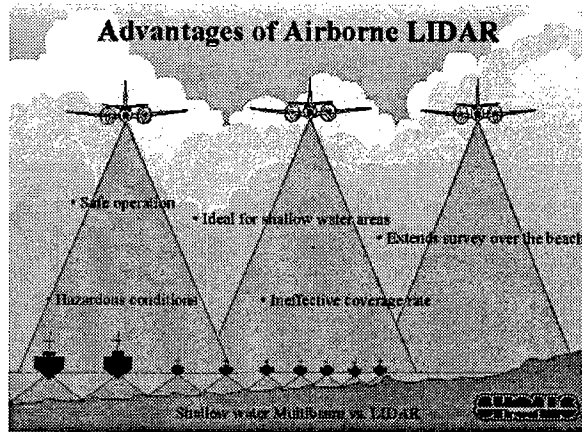 Advantages of Airborne LIDAR
• Safe operation
• Ideal for shallow water areas
• Extends survey over the beach
• Hazardous conditions
• Ineffective coverage rate
Shallow water Multibeam vs. LIDAR